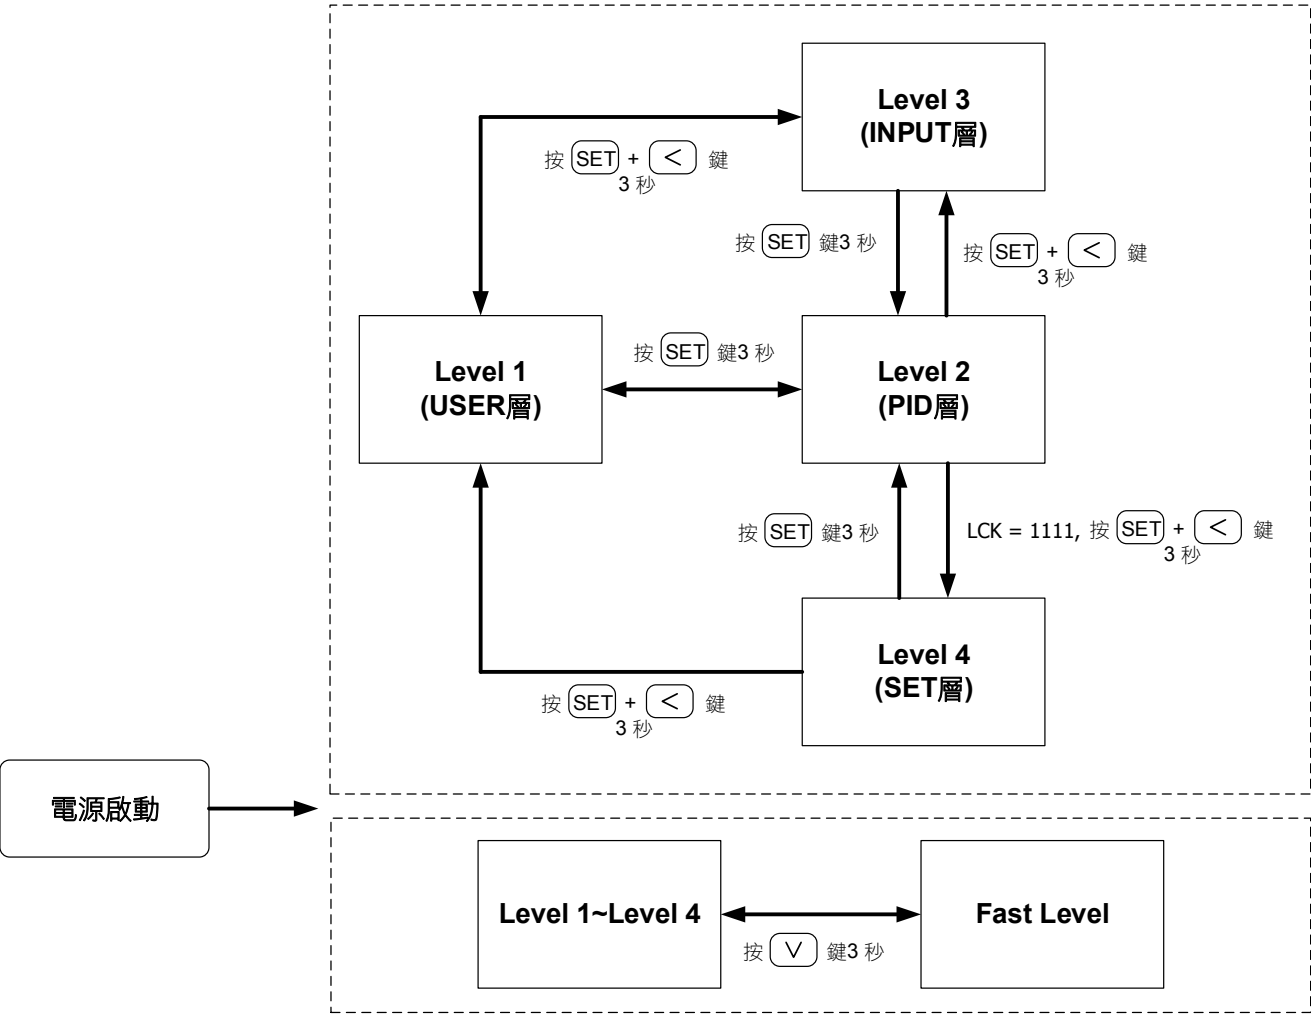 Level 3
(INPUT層)
按 SET + < 鍵
3 秒
按 SET 鍵3 秒
按 SET + < 鍵
3 秒
Level 1
(USER層)
按 SET 鍵3 秒
Level 2
(PID層)
按 SET 鍵3 秒
LCK = 1111, 按 SET + < 鍵
3 秒
Level 4
(SET層)
按 SET + < 鍵
3 秒
電源啟動
Level 1~Level 4
按 ∨ 鍵3 秒
Fast Level